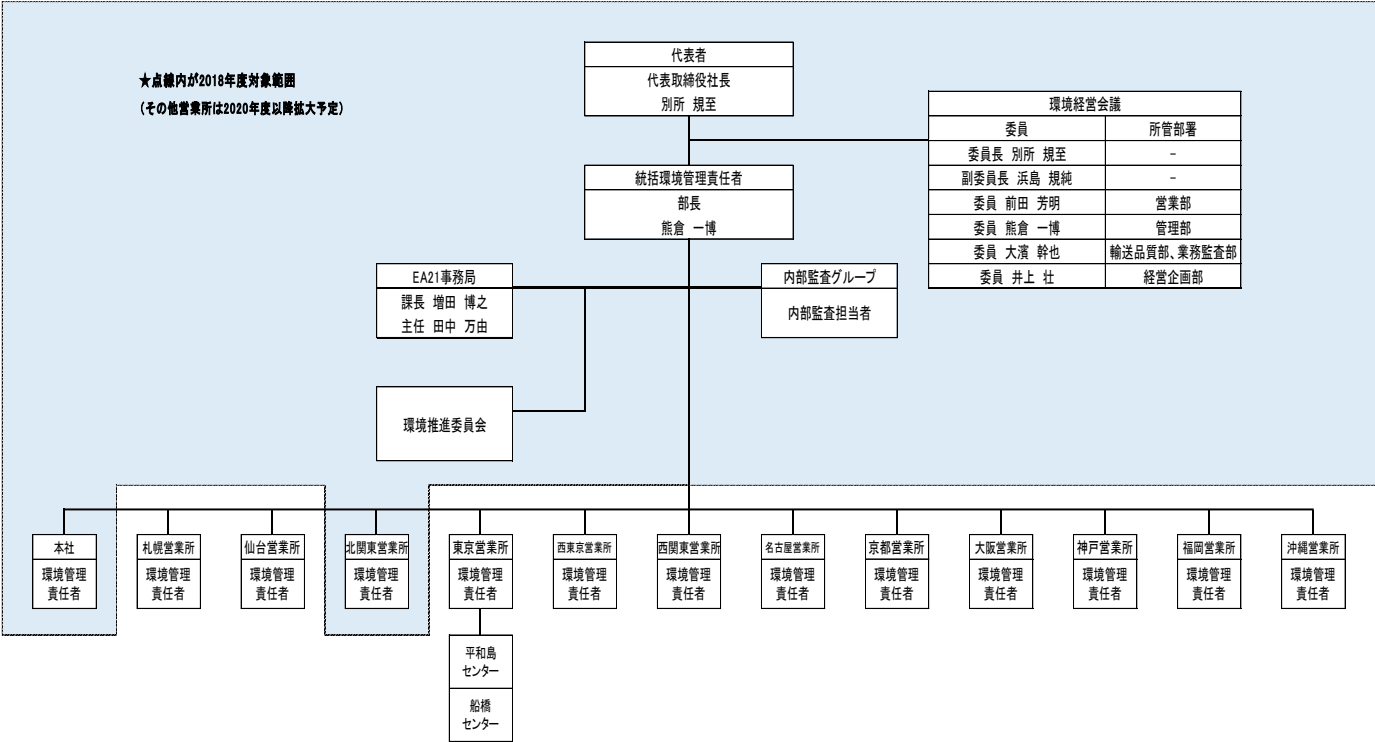 ★点線内が2018年度対象範囲
(その他営業所は2020年度以降拡大予定)
代表者
代表取締役社長
別所 規至
環境経営会議
委員 所管部署
委員長 別所 規至 -
副委員長 浜島 規純 -
委員 前田 芳明 営業部
委員 熊倉 一博 管理部
委員 大濱 幹也 輸送品質部、業務監査部
委員 井上 壮 経営企画部
統括環境管理責任者
部長
熊倉 一博
EA21事務局
課長 増田 博之
主任 田中 万由
内部監査グループ
内部監査担当者
環境推進委員会
本社
環境管理
責任者
札幌営業所
環境管理
責任者
仙台営業所
環境管理
責任者
北関東営業所
環境管理
責任者
東京営業所
環境管理
責任者
西東京営業所
環境管理
責任者
西関東営業所
環境管理
責任者
名古屋営業所
環境管理
責任者
京都営業所
環境管理
責任者
大阪営業所
環境管理
責任者
神戸営業所
環境管理
責任者
福岡営業所
環境管理
責任者
沖縄営業所
環境管理
責任者
平和島
センター
船橋
センター